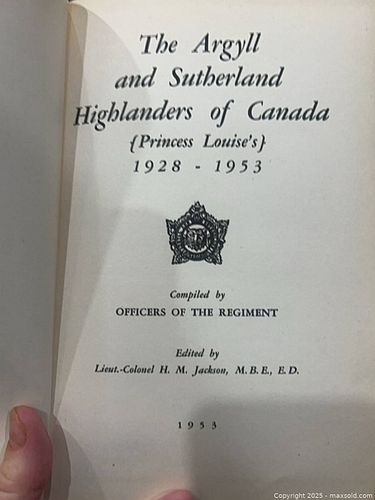 The Argyll
and Sutherland
Highlanders of Canada
{Princess Louise's}
1928 - 1953
Compiled by
OFFICERS OF THE REGIMENT
Edited by
Lieut.-Colonel H. M. Jackson, M.B.E., E.D.
1953
Copyright 2025 - maxsold.com